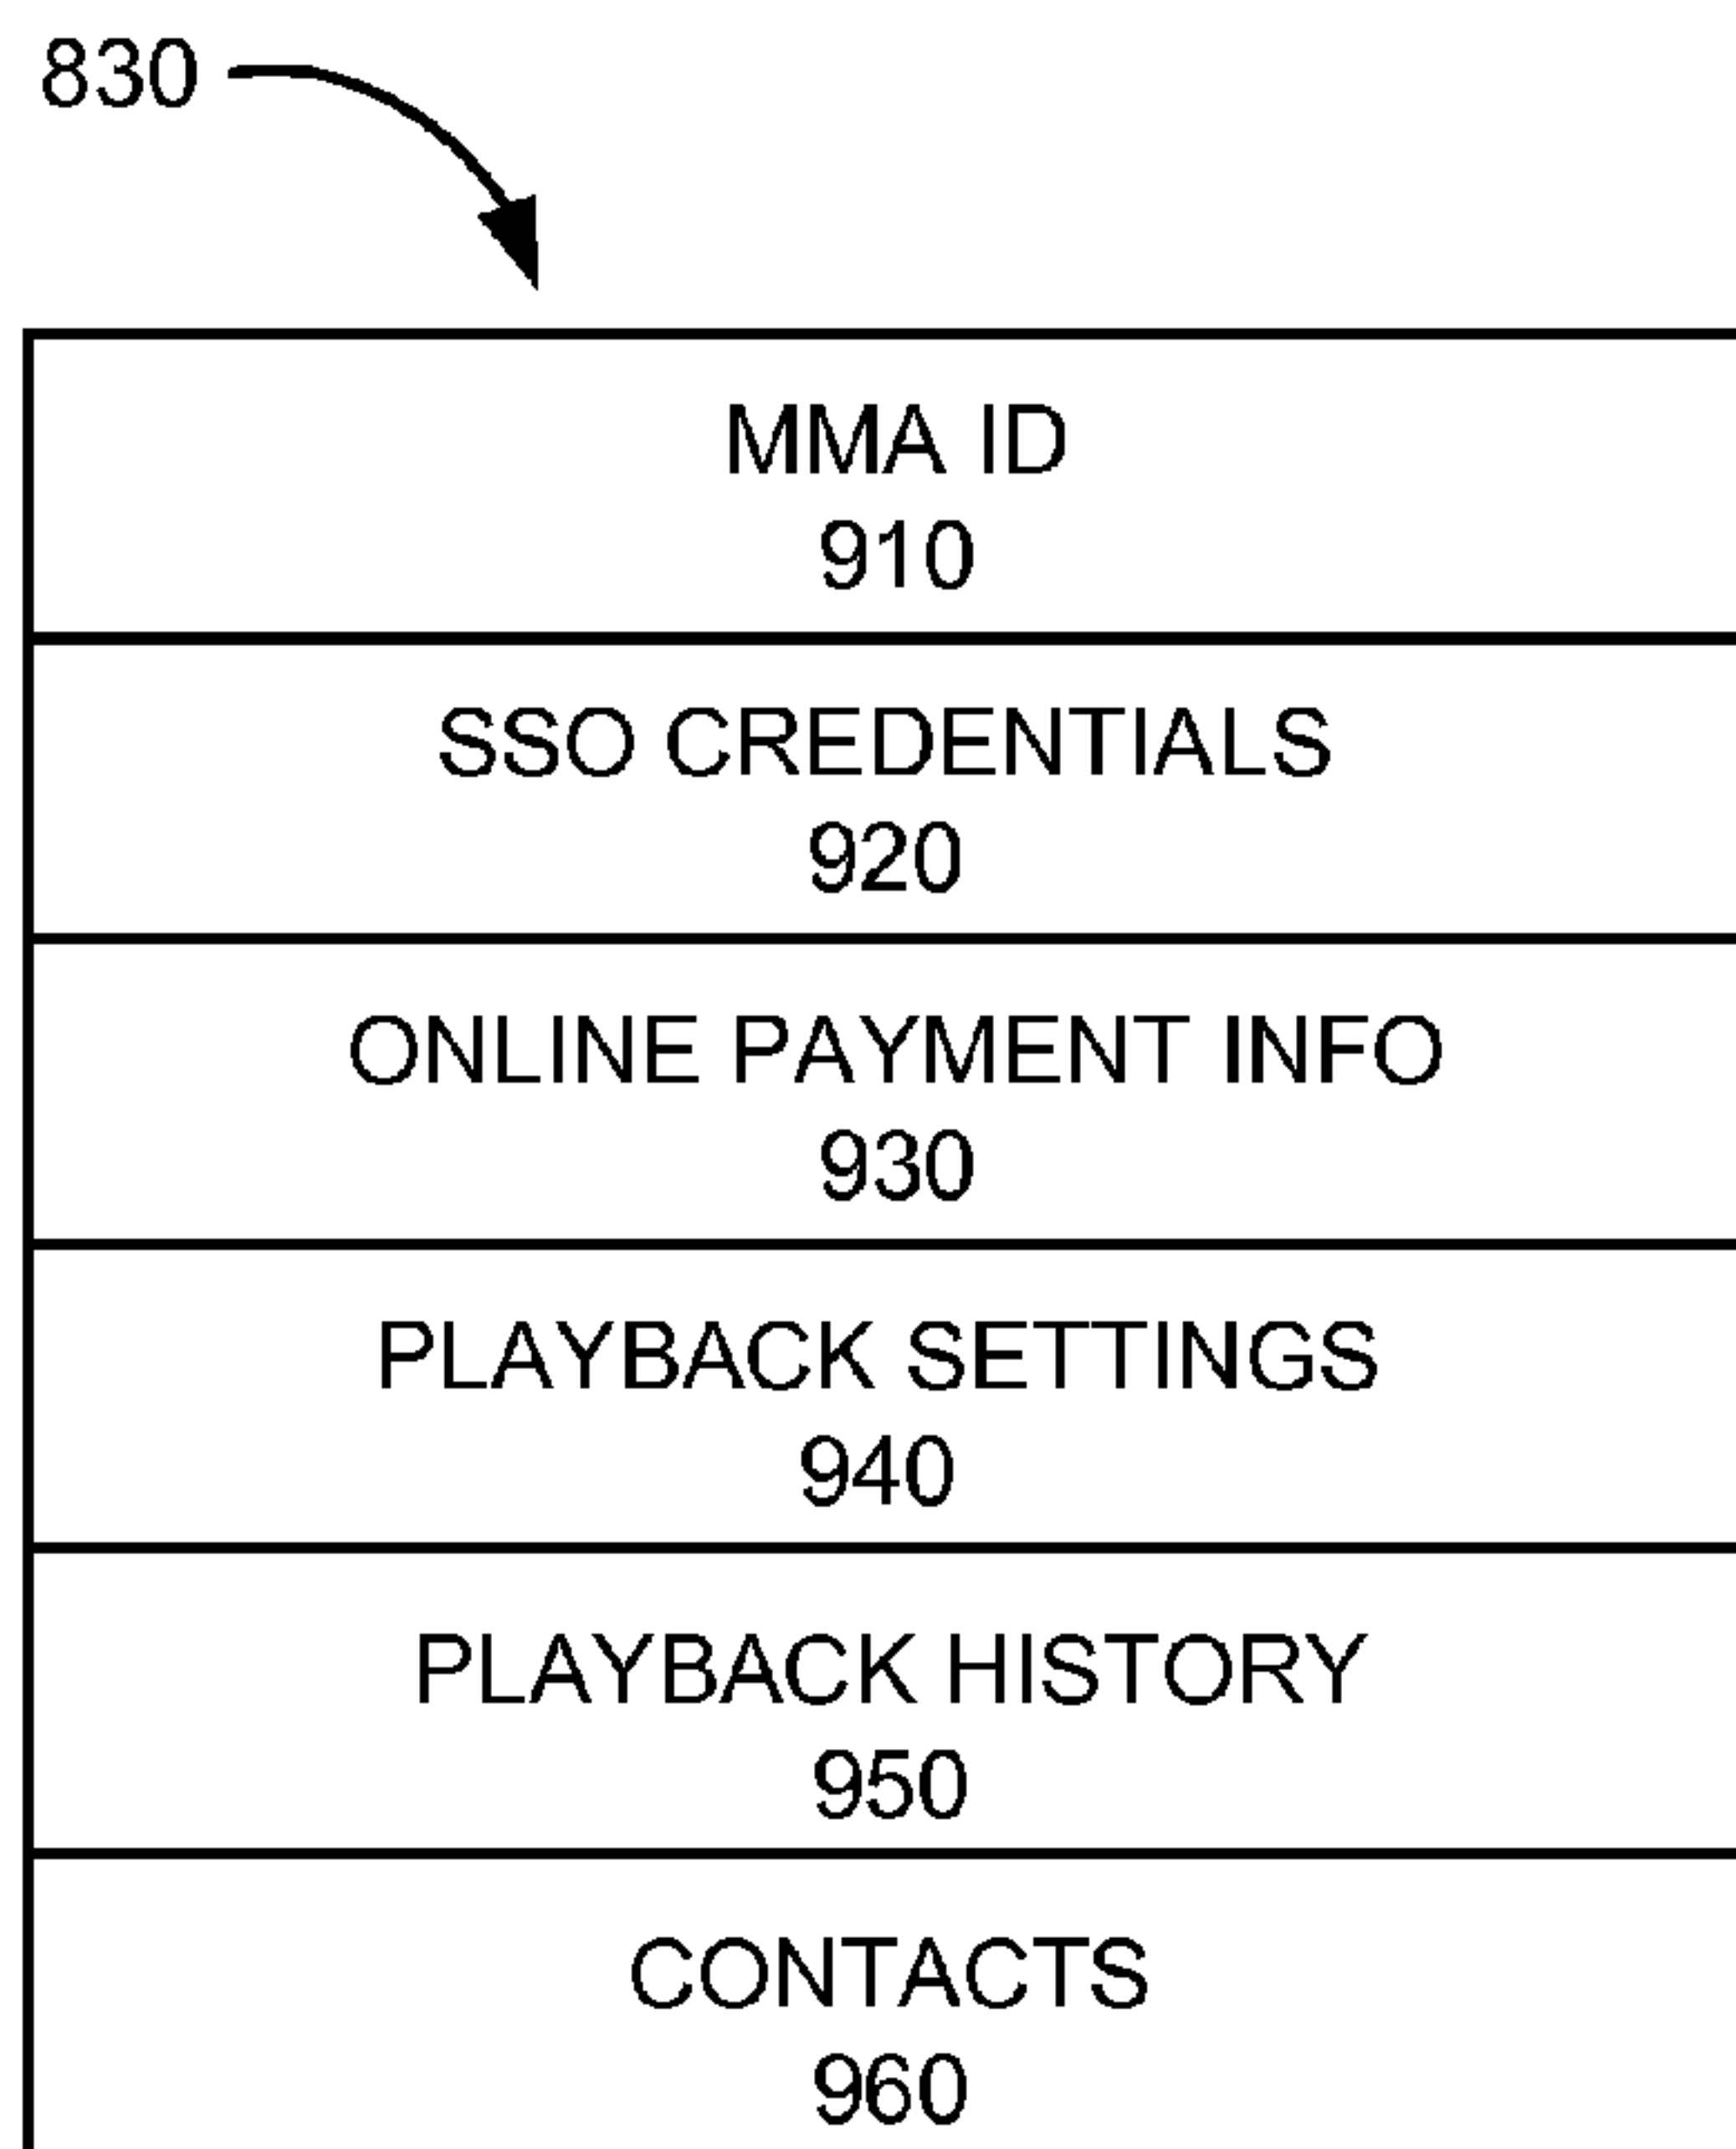 830
MMA ID
910
SSO CREDENTIALS
920
ONLINE PAYMENT INFO
930
PLAYBACK SETTINGS
940
PLAYBACK HISTORY
950
CONTACTS
960